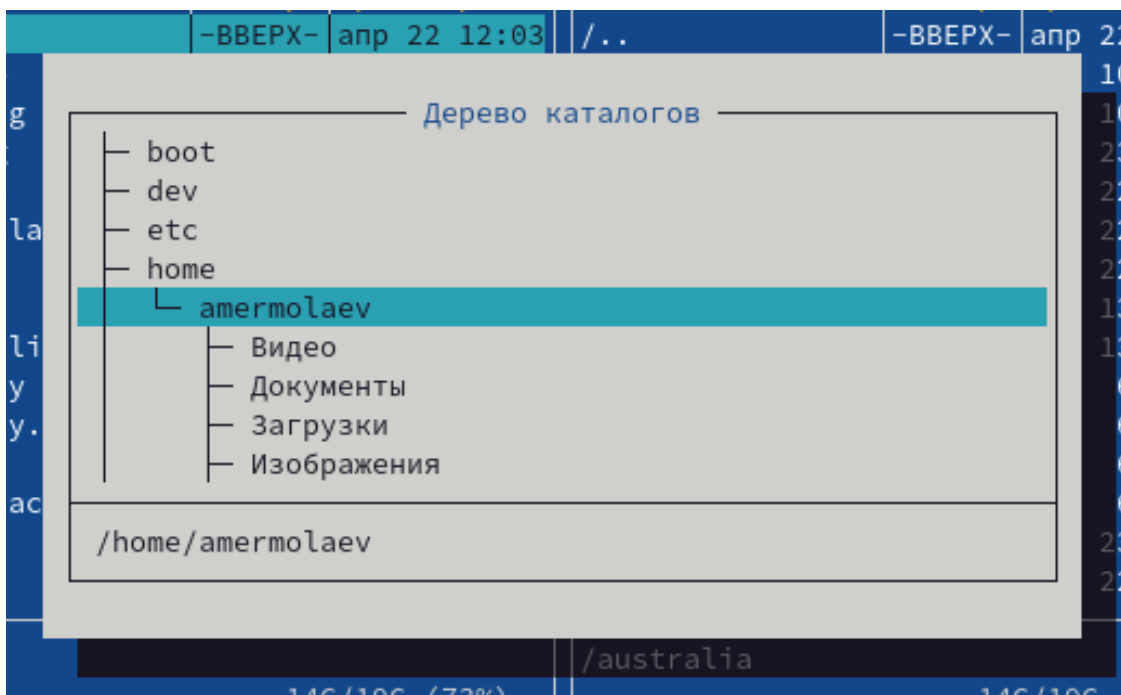 -ВВЕРХ- апр 22 12:03 /.. -ВВЕРХ- апр
Дерево каталогов
boot
dev
etc
home
amermolaev
Видео
Документы
Загрузки
Изображения
/home/amermolaev
/australia